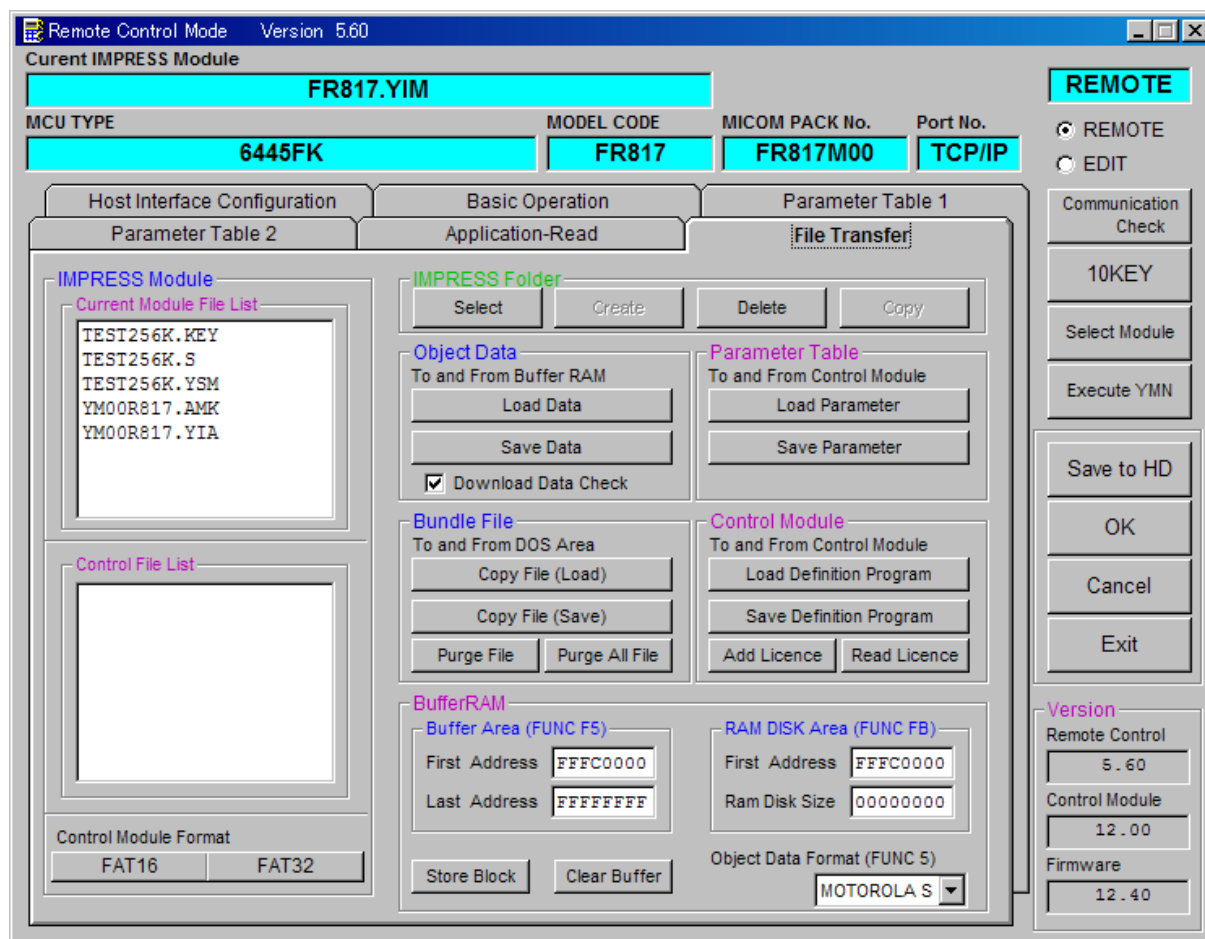 Remote Control Mode Version 5.60
Curent IMPRESS Module
FR817.YIM
REMOTE
MCU TYPE MODEL CODE MICOM PACK No. Port No.
6445FK FR817 FR817M00 TCP/IP
REMOTE
EDIT
Host Interface Configuration Basic Operation Parameter Table 1
Parameter Table 2 Application-Read File Transfer
Communication
Check
10KEY
Select Module
Execute YMN
Save to HD
OK
Cancel
Exit
IMPRESS Module
Current Module File List
TEST256K.KEY
TEST256K.S
TEST256K.YSM
YM00R817.AMK
YM00R817.YIA
Control File List
Control Module Format
FAT16 FAT32
IMPRESS Folder
Select Create Delete Copy
Object Data
To and From Buffer RAM
Load Data
Save Data
Download Data Check
Parameter Table
To and From Control Module
Load Parameter
Save Parameter
Bundle File
To and From DOS Area
Copy File (Load)
Copy File (Save)
Purge File Purge All File
Control Module
To and From Control Module
Load Definition Program
Save Definition Program
Add Licence Read Licence
BufferRAM
Buffer Area (FUNC F5)
First Address FFFC0000
Last Address FFFFFFFF
RAM DISK Area (FUNC FB)
First Address FFFC0000
Ram Disk Size 00000000
Store Block Clear Buffer
Object Data Format (FUNC 5)
MOTOROLA S
Version
Remote Control
5.60
Control Module
12.00
Firmware
12.40